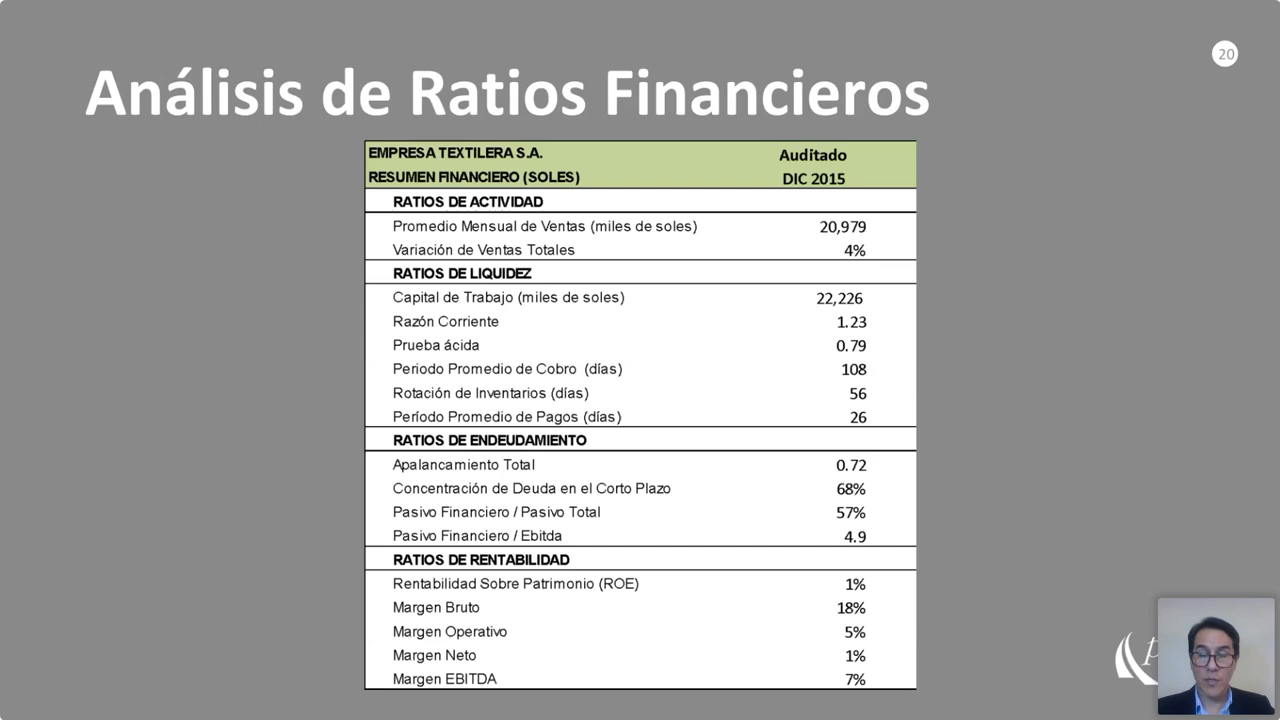 20
Análisis de Ratios Financieros
EMPRESA TEXTILERA S.A. Auditado
RESUMEN FINANCIERO (SOLES) DIC 2015
RATIOS DE ACTIVIDAD
Promedio Mensual de Ventas (miles de soles) 20,979
Variación de Ventas Totales 4%
RATIOS DE LIQUIDEZ
Capital de Trabajo (miles de soles) 22,226
Razón Corriente 1.23
Prueba ácida 0.79
Periodo Promedio de Cobro (días) 108
Rotación de Inventarios (días) 56
Período Promedio de Pagos (días) 26
RATIOS DE ENDEUDAMIENTO
Apalancamiento Total 0.72
Concentración de Deuda en el Corto Plazo 68%
Pasivo Financiero / Pasivo Total 57%
Pasivo Financiero / Ebitda 4.9
RATIOS DE RENTABILIDAD
Rentabilidad Sobre Patrimonio (ROE) 1%
Margen Bruto 18%
Margen Operativo 5%
Margen Neto 1%
Margen EBITDA 7%